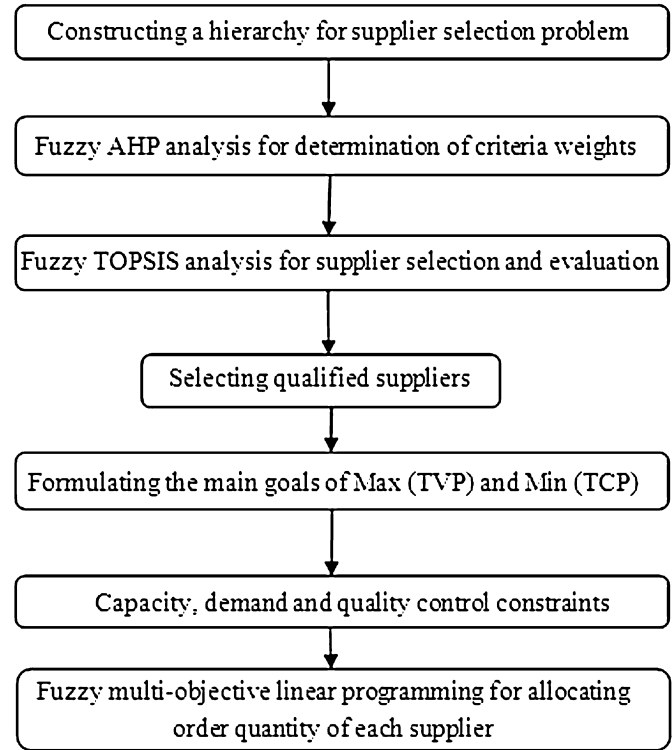 Constructing a hierarchy for supplier selection problem
Fuzzy AHP analysis for determination of criteria weights
Fuzzy TOPSIS analysis for supplier selection and evaluation
Selecting qualified suppliers
Formulating the main goals of Max (TVP) and Min (TCP)
Capacity, demand and quality control constraints
Fuzzy multi-objective linear programming for allocating
order quantity of each supplier